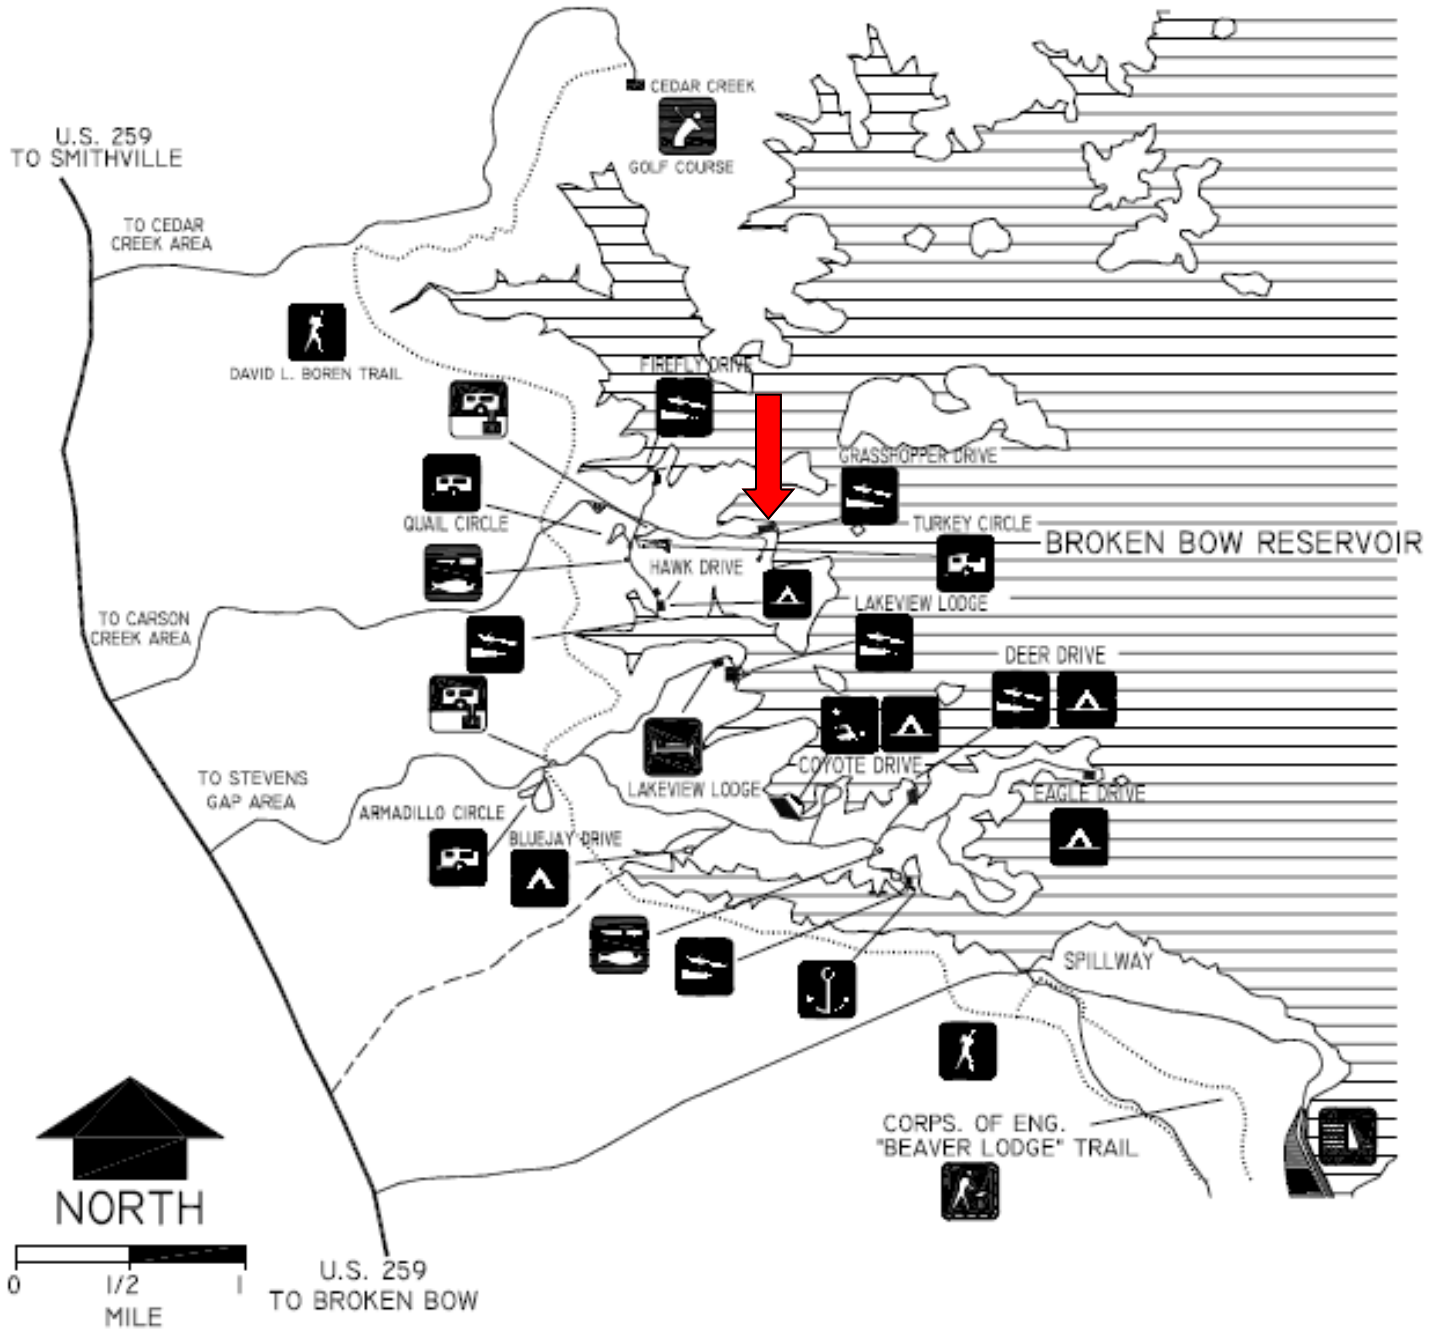 CEDAR CREEK
GOLF COURSE
U.S. 259
TO SMITHVILLE
TO CEDAR
CREEK AREA
DAVID L. BOREN TRAIL
FIREFLY DRIVE
GRASSHOPPER DRIVE
QUAIL CIRCLE
TURKEY CIRCLE
BROKEN BOW RESERVOIR
HAWK DRIVE
LAKEVIEW LODGE
TO CARSON
CREEK AREA
DEER DRIVE
COYOTE DRIVE
TO STEVENS
GAP AREA
LAKEVIEW LODGE
EAGLE DRIVE
ARMADILLO CIRCLE
BLUEJAY DRIVE
SPILLWAY
CORPS. OF ENG.
"BEAVER LODGE" TRAIL
NORTH
0 1/2 1
MILE
U.S. 259
TO BROKEN BOW